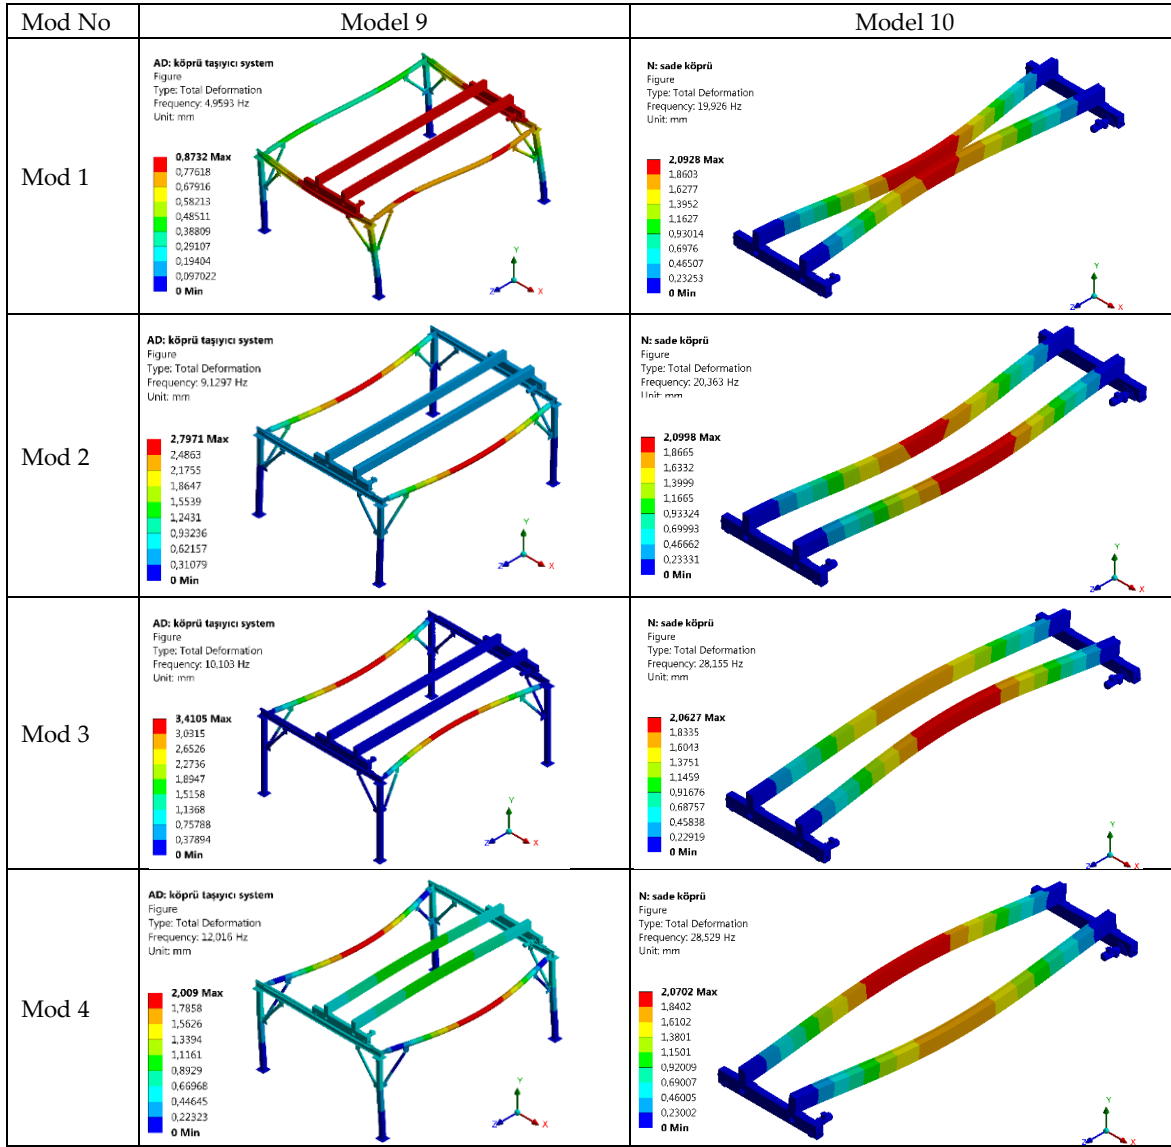 Mod No
Model 9
Model 10
Mod 1
AD: köprü taşıyıcı system
Figure
Type: Total Deformation
Frequency: 4,9593 Hz
Unit: mm
0,8732 Max
0,77618
0,67916
0,58213
0,48511
0,38809
0,29107
0,19404
0,097022
0 Min
Y
Z
X
N: sade köprü
Figure
Type: Total Deformation
Frequency: 19,926 Hz
Unit: mm
2,0928 Max
1,8603
1,6277
1,3952
1,1627
0,93014
0,6976
0,46507
0,23253
0 Min
Y
Z
X
Mod 2
AD: köprü taşıyıcı system
Figure
Type: Total Deformation
Frequency: 9,1297 Hz
Unit: mm
2,7971 Max
2,4863
2,1755
1,8647
1,5539
1,2431
0,93236
0,62157
0,31079
0 Min
Y
Z
X
N: sade köprü
Figure
Type: Total Deformation
Frequency: 20,363 Hz
Unit: mm
2,0998 Max
1,8665
1,6332
1,3999
1,1665
0,93324
0,69993
0,46662
0,23331
0 Min
Y
Z
X
Mod 3
AD: köprü taşıyıcı system
Figure
Type: Total Deformation
Frequency: 10,103 Hz
Unit: mm
3,4105 Max
3,0315
2,6526
2,2736
1,8947
1,5158
1,1368
0,75788
0,37894
0 Min
Y
Z
X
N: sade köprü
Figure
Type: Total Deformation
Frequency: 28,155 Hz
Unit: mm
2,0627 Max
1,8335
1,6043
1,3751
1,1459
0,91676
0,68757
0,45838
0,22919
0 Min
Y
Z
X
Mod 4
AD: köprü taşıyıcı system
Figure
Type: Total Deformation
Frequency: 12,016 Hz
Unit: mm
2,009 Max
1,7858
1,5626
1,3394
1,1161
0,8929
0,66968
0,44645
0,22323
0 Min
Y
Z
X
N: sade köprü
Figure
Type: Total Deformation
Frequency: 28,529 Hz
Unit: mm
2,0702 Max
1,8402
1,6102
1,3801
1,1501
0,92009
0,69007
0,46005
0,23002
0 Min
Y
Z
X